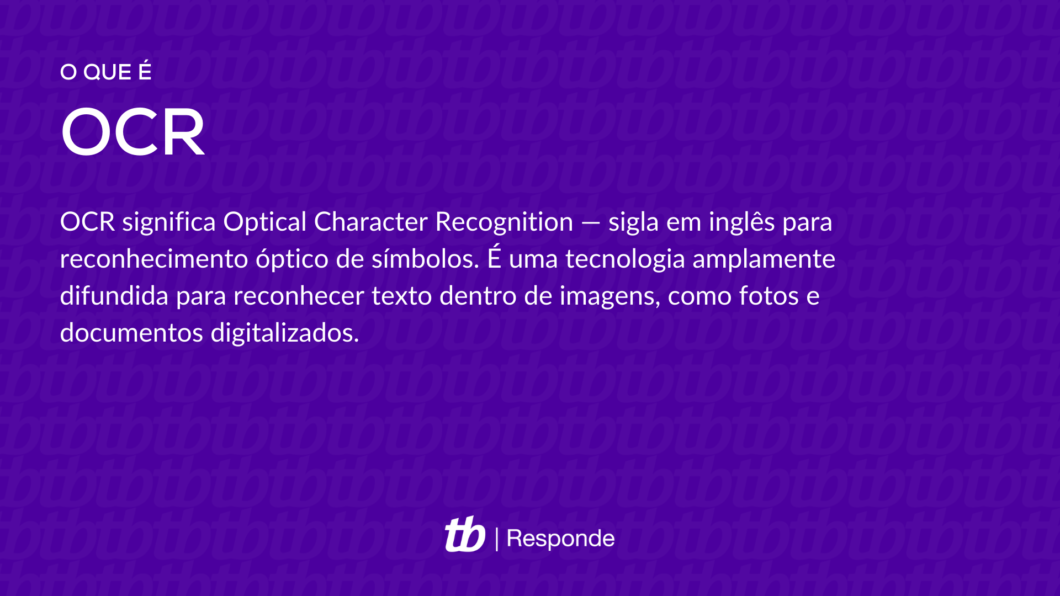 O QUE É
OCR
OCR significa Optical Character Recognition — sigla em inglês para
reconhecimento óptico de símbolos. É uma tecnologia amplamente
difundida para reconhecer texto dentro de imagens, como fotos e
documentos digitalizados.
tb | Responde